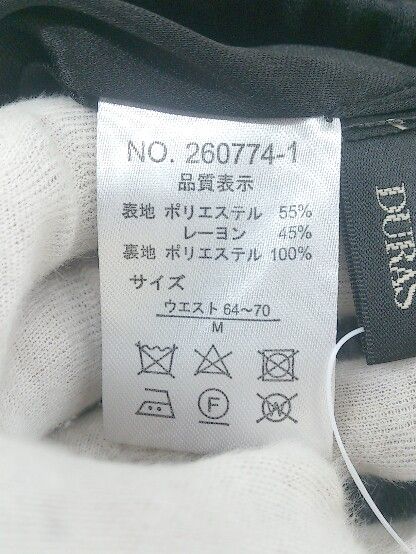 NO. 260774-1
品質表示
表地 ポリエステル 55%
レーヨン 45%
裏地 ポリエステル 100%
サイズ
ウエスト 64〜70
M
F
W
DURAS